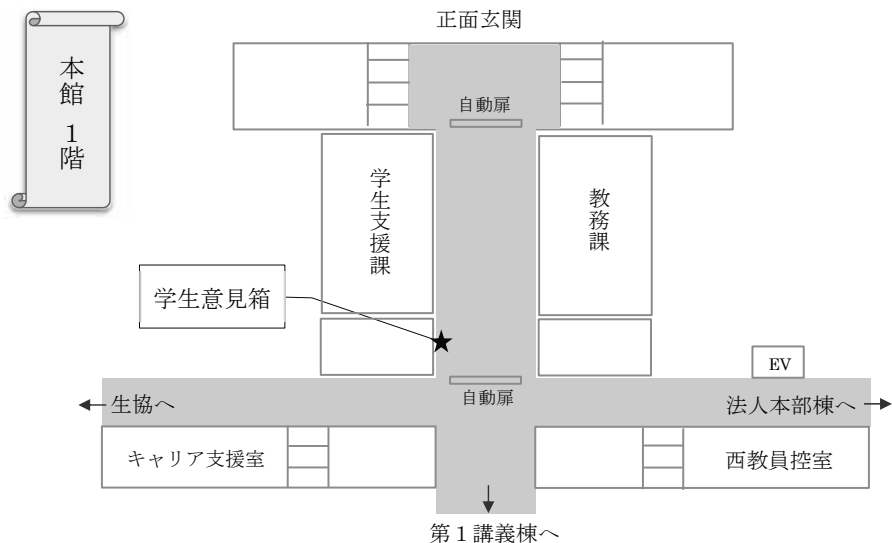 正面玄関
本館 1階
自動扉
学生支援課
教務課
学生意見箱
EV
自動扉
生協へ
法人本部棟へ
キャリア支援室
西教員控室
第1講義棟へ